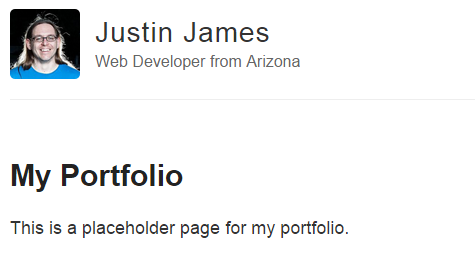 Justin James
Web Developer from Arizona
My Portfolio
This is a placeholder page for my portfolio.